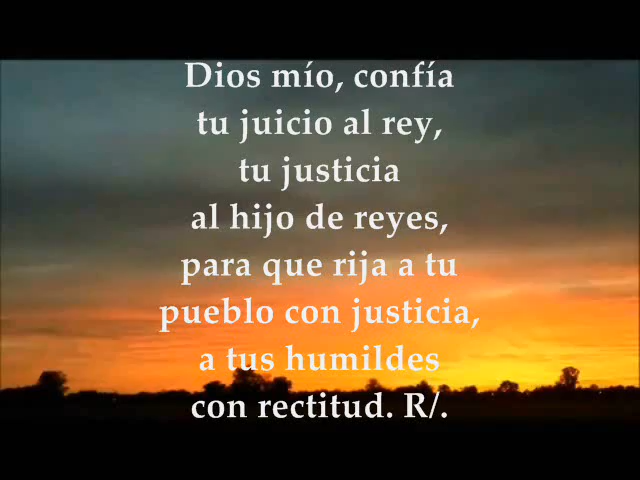 Dios mío, confía
tu juicio al rey,
tu justicia
al hijo de reyes,
para que rija a tu
pueblo con justicia,
a tus humildes
con rectitud. R/.